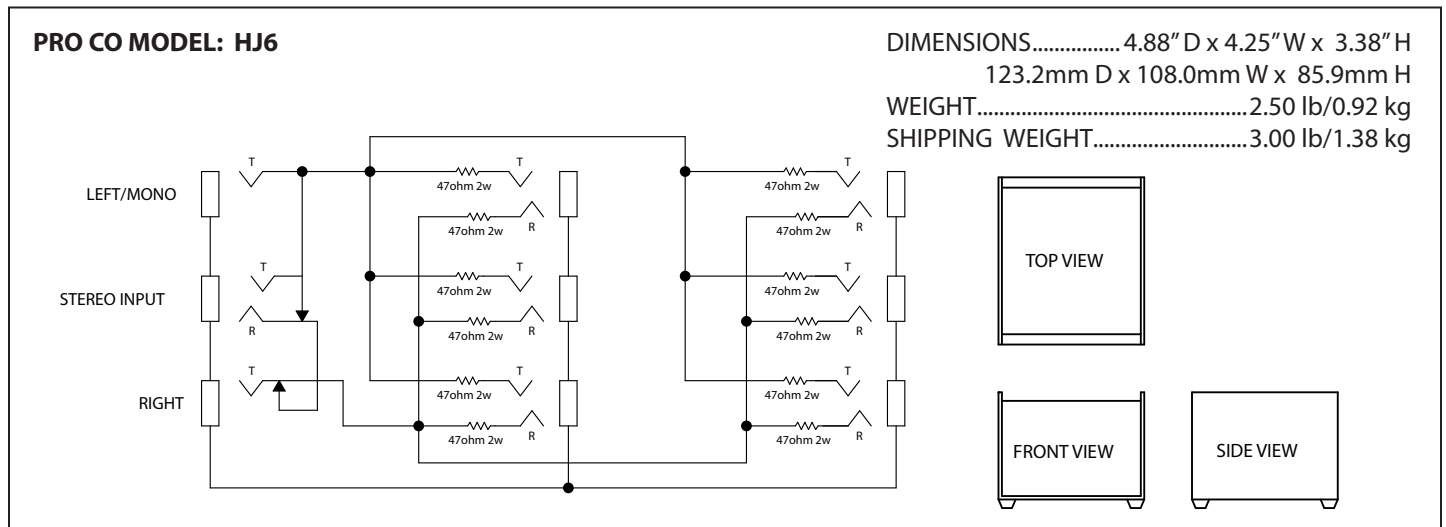 PRO CO MODEL: HJ6
DIMENSIONS................ 4.88" D x 4.25" W x 3.38" H
123.2mm D x 108.0mm W x 85.9mm H
WEIGHT................................................2.50 lb/0.92 kg
SHIPPING WEIGHT............................3.00 lb/1.38 kg
LEFT/MONO
T
STEREO INPUT
T
R
RIGHT
T
47ohm 2w
T
47ohm 2w
R
47ohm 2w
T
47ohm 2w
R
47ohm 2w
T
47ohm 2w
R
47ohm 2w
T
47ohm 2w
R
47ohm 2w
T
47ohm 2w
R
47ohm 2w
T
47ohm 2w
R
TOP VIEW
FRONT VIEW
SIDE VIEW